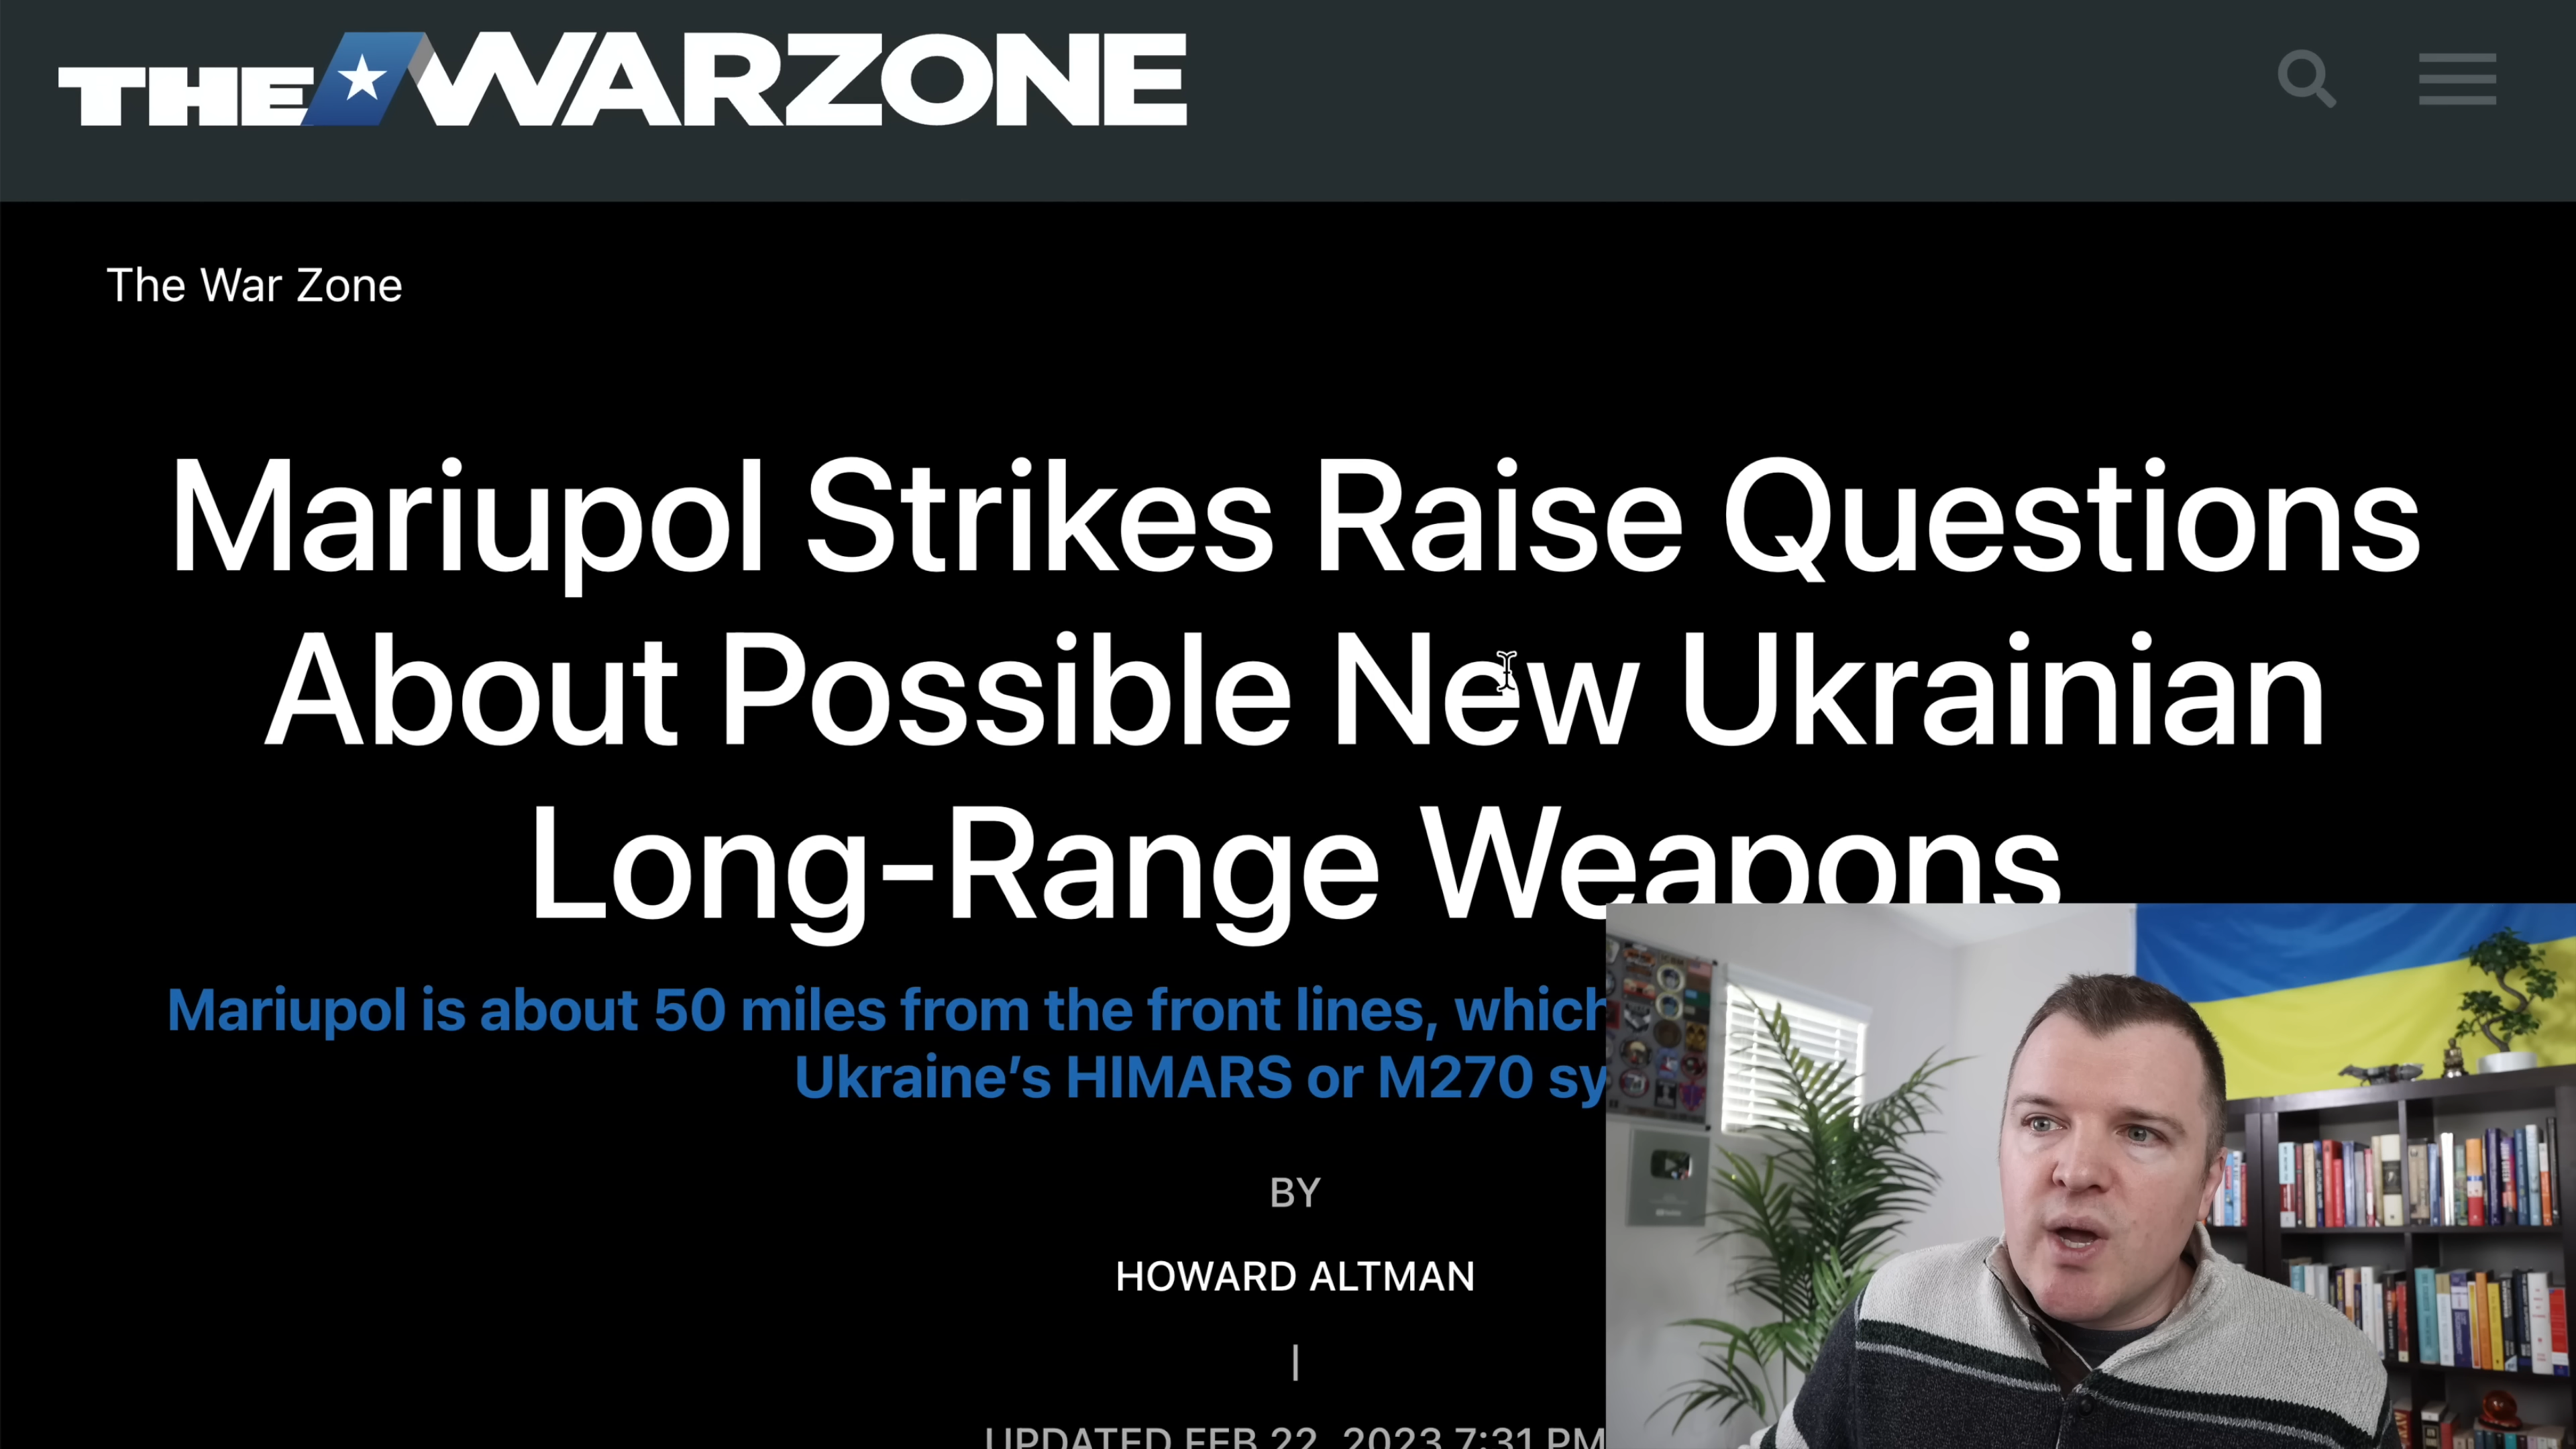 THE WARZONE
The War Zone
Mariupol Strikes Raise Questions
About Possible New Ukrainian
Long-Range Weapons
Mariupol is about 50 miles from the front lines, which
Ukraine’s HIMARS or M270 sy
BY
HOWARD ALTMAN
|
UPDATED FEB 22, 2023 7:31 PM